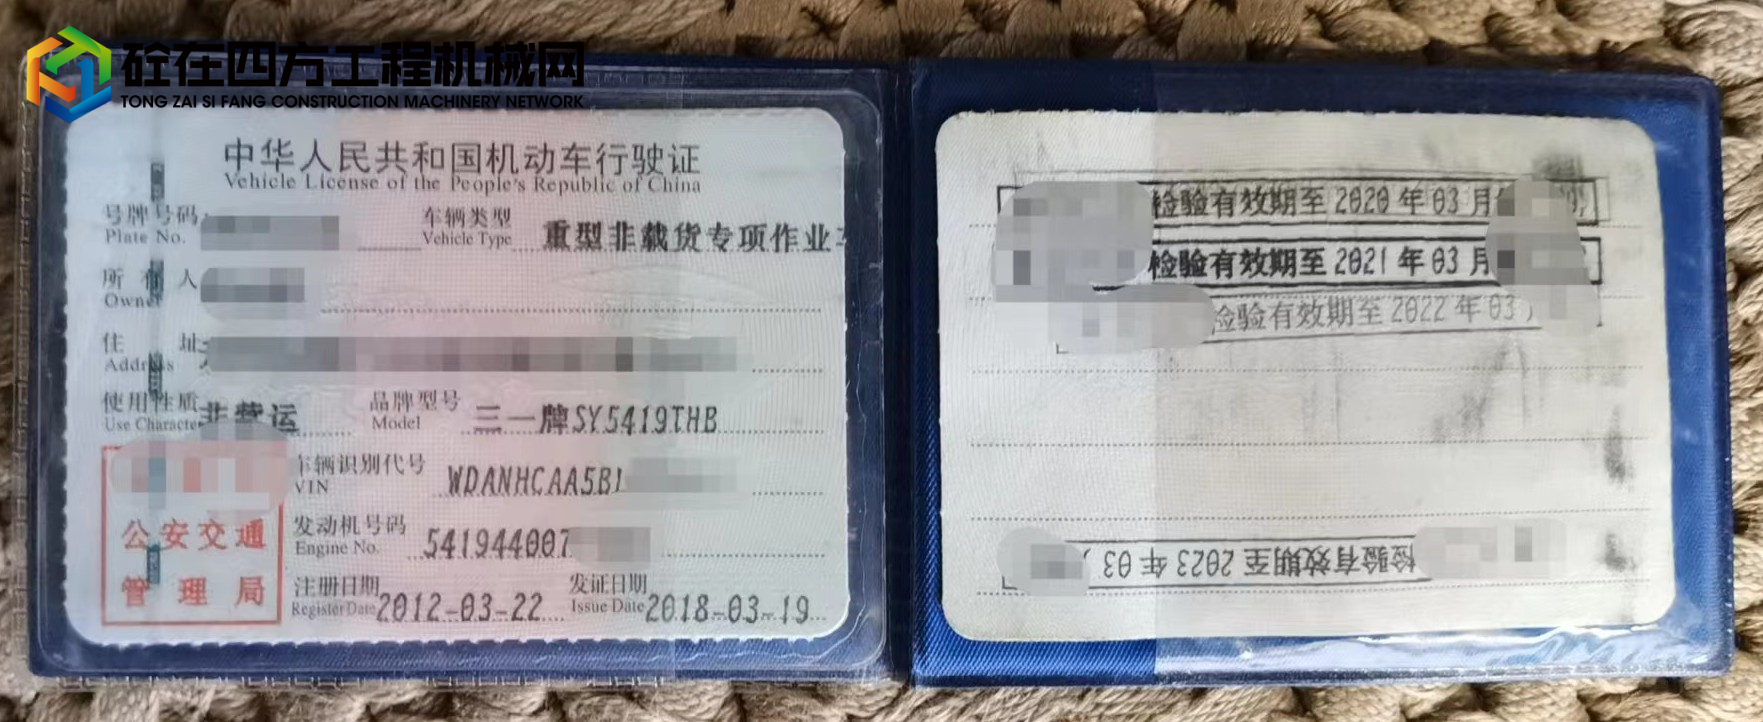 砼在四方工程机械网
TONG ZAI SI FANG CONSTRUCTION MACHINERY NETWORK
中华人民共和国机动车行驶证
Vehicle License of the People's Republic of China
号牌号码 车辆类型 重型非载货专项作业车
Plate No. Vehicle Type
所有人
Owner
住址
Address
使用性质 非营运 品牌型号 三一牌SY5419THB
Use Character Model
车辆识别代号 WDANHCAA5B1
VIN
公安交通
管理局
发动机号码 541944007
Engine No.
注册日期 2012-03-22 发证日期 2018-03-19
Register Date Issue Date
检验有效期至2020年03月
检验有效期至2021年03月
检验有效期至2022年03月
检验有效期至2023年03月